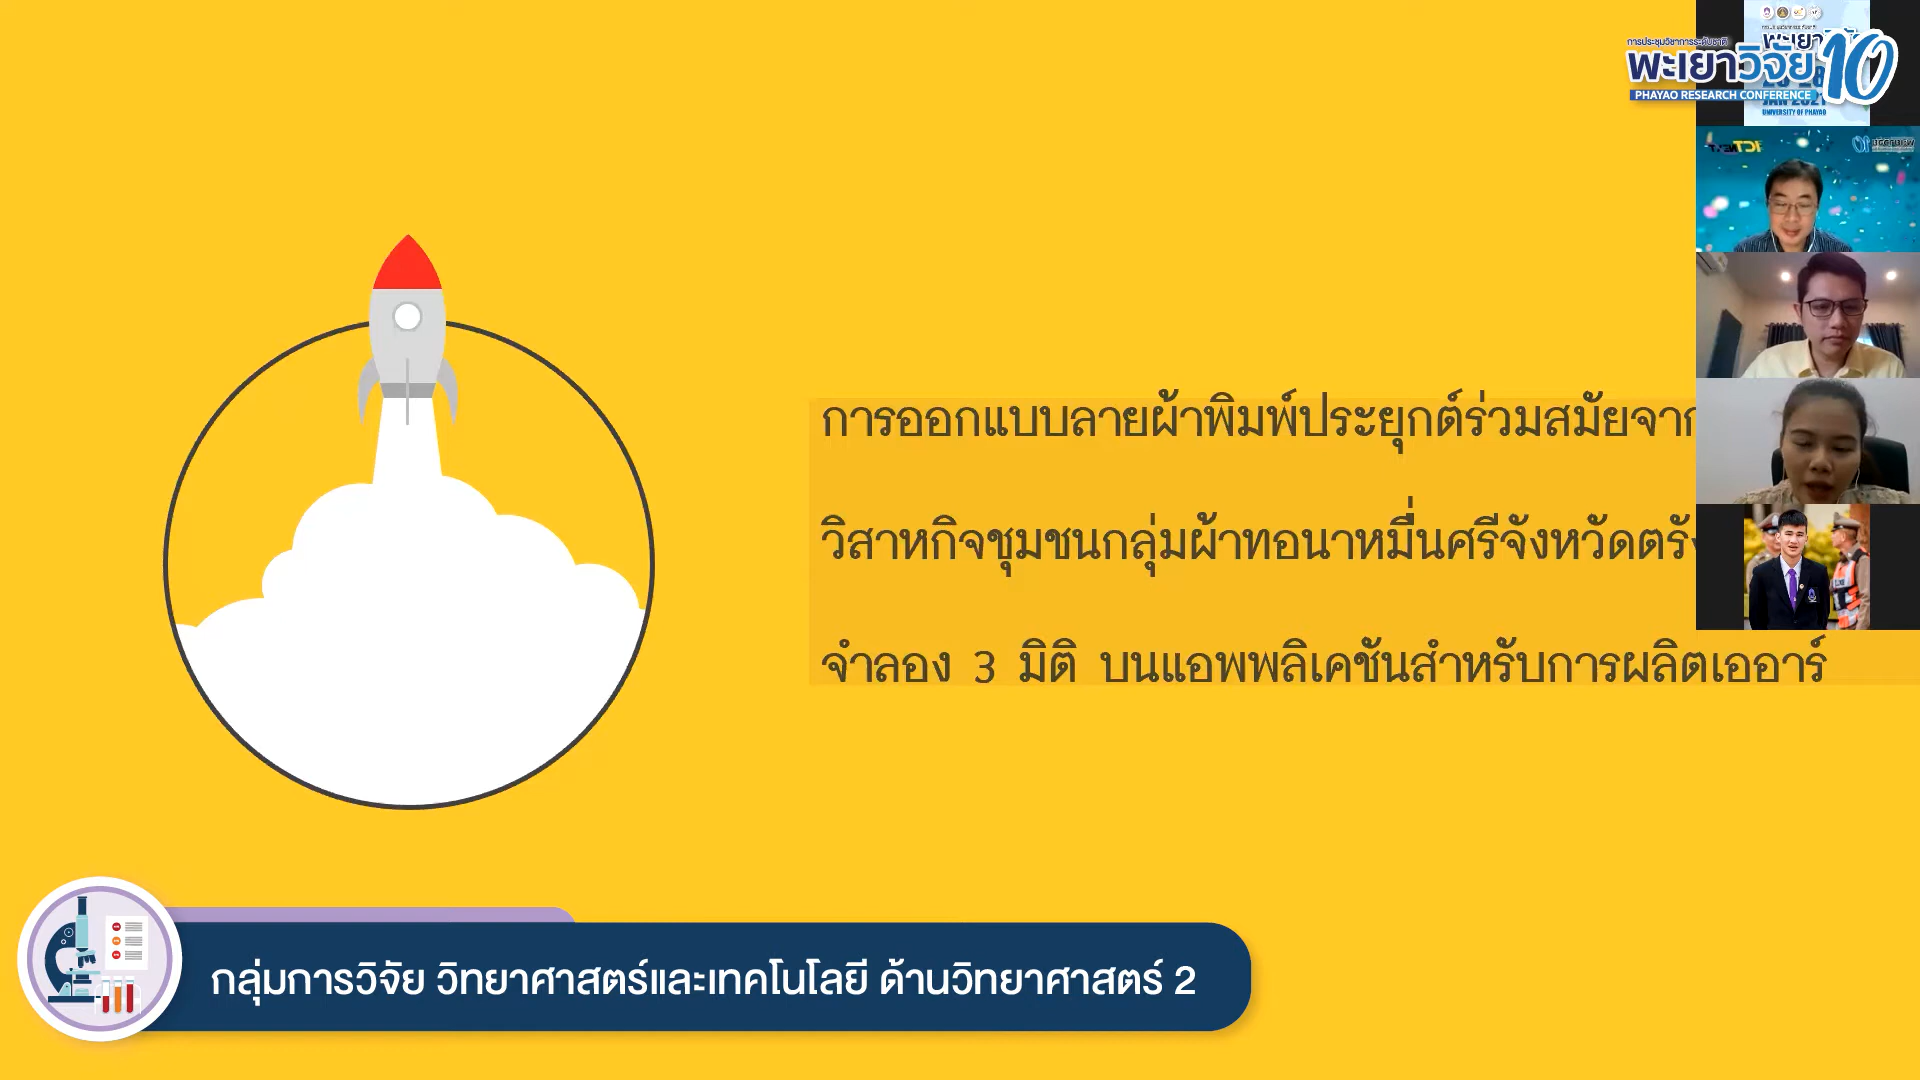 การประชุมวิชาการระดับชาติ
พะเยาวิจัย 10
PHAYAO RESEARCH CONFERENCE
JAN 2021
UNIVERSITY OF PHAYAO
การออกแบบลายผ้าพิมพ์ประยุกต์ร่วมสมัยจาก
วิสาหกิจชุมชนกลุ่มผ้าทอนาหมื่นศรีจังหวัดตรัง
จำลอง 3 มิติ บนแอพพลิเคชันสำหรับการผลิตเออาร์
กลุ่มการวิจัย วิทยาศาสตร์และเทคโนโลยี ด้านวิทยาศาสตร์ 2